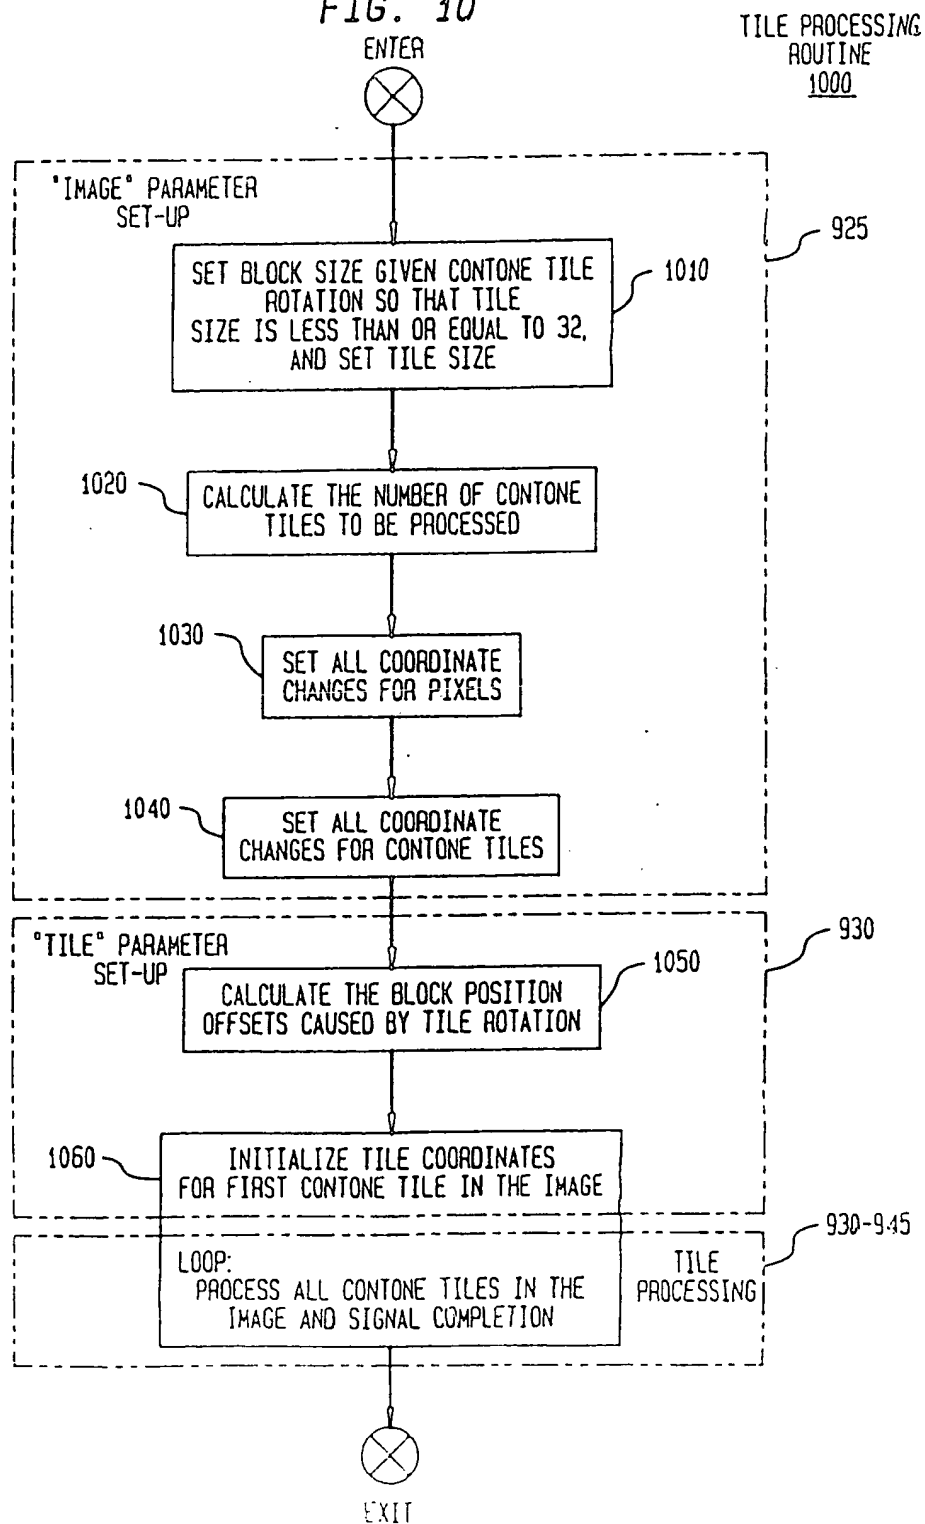 FIG. 10
TILE PROCESSING
ROUTINE
1000
ENTER
"IMAGE" PARAMETER
SET-UP
925
SET BLOCK SIZE GIVEN CONTONE TILE
ROTATION SO THAT TILE
SIZE IS LESS THAN OR EQUAL TO 32,
AND SET TILE SIZE
1010
1020
CALCULATE THE NUMBER OF CONTONE
TILES TO BE PROCESSED
1030
SET ALL COORDINATE
CHANGES FOR PIXELS
1040
SET ALL COORDINATE
CHANGES FOR CONTONE TILES
"TILE" PARAMETER
SET-UP
930
1050
CALCULATE THE BLOCK POSITION
OFFSETS CAUSED BY TILE ROTATION
1060
INITIALIZE TILE COORDINATES
FOR FIRST CONTONE TILE IN THE IMAGE
930-945
LOOP:
PROCESS ALL CONTONE TILES IN THE
IMAGE AND SIGNAL COMPLETION
TILE
PROCESSING
EXIT